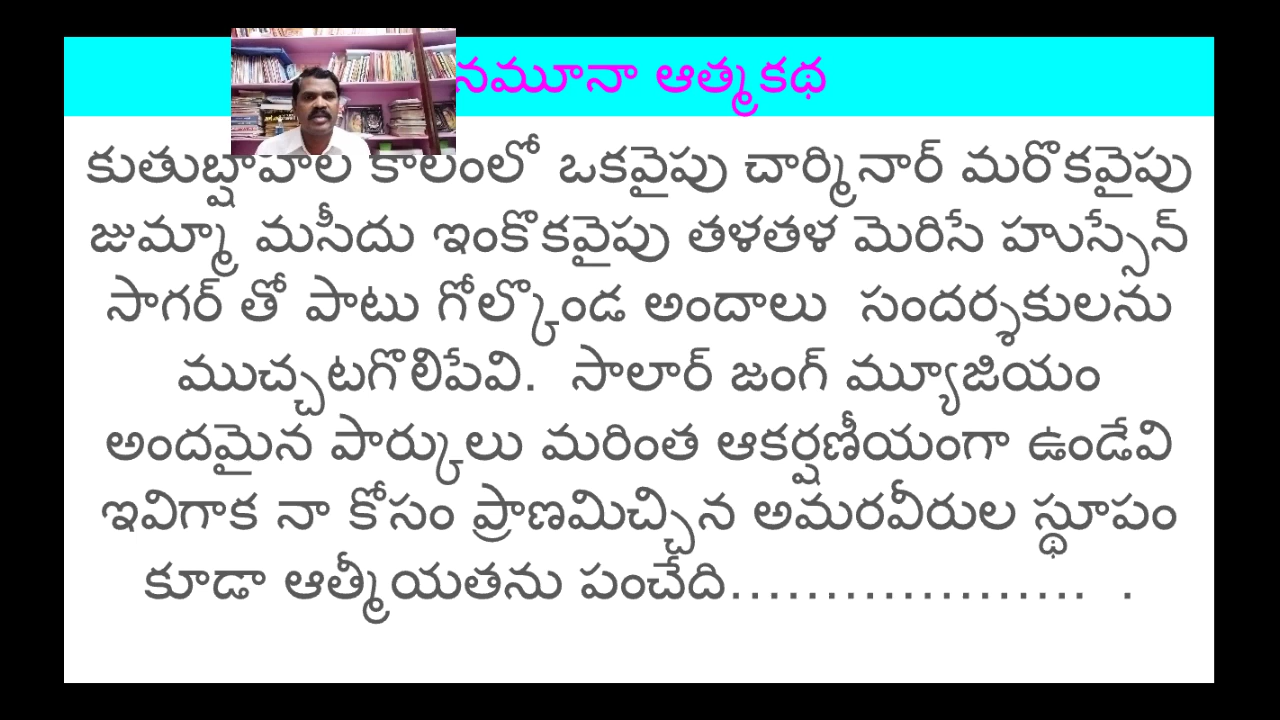 నమూనా ఆత్మకథ
కుతుబ్షాహీల కాలంలో ఒకవైపు చార్మినార్ మరొకవైపు
జుమ్మా మసీదు ఇంకొకవైపు తళతళ మెరిసే హుస్సేన్
సాగర్ తో పాటు గోల్కొండ అందాలు సందర్శకులను
ముచ్చటగొలిపేవి. సాలార్ జంగ్ మ్యూజియం
అందమైన పార్కులు మరింత ఆకర్షణీయంగా ఉండేవి
ఇవిగాక నా కోసం ప్రాణమిచ్చిన అమరవీరుల స్థూపం
కూడా ఆత్మీయతను పంచేది................... .